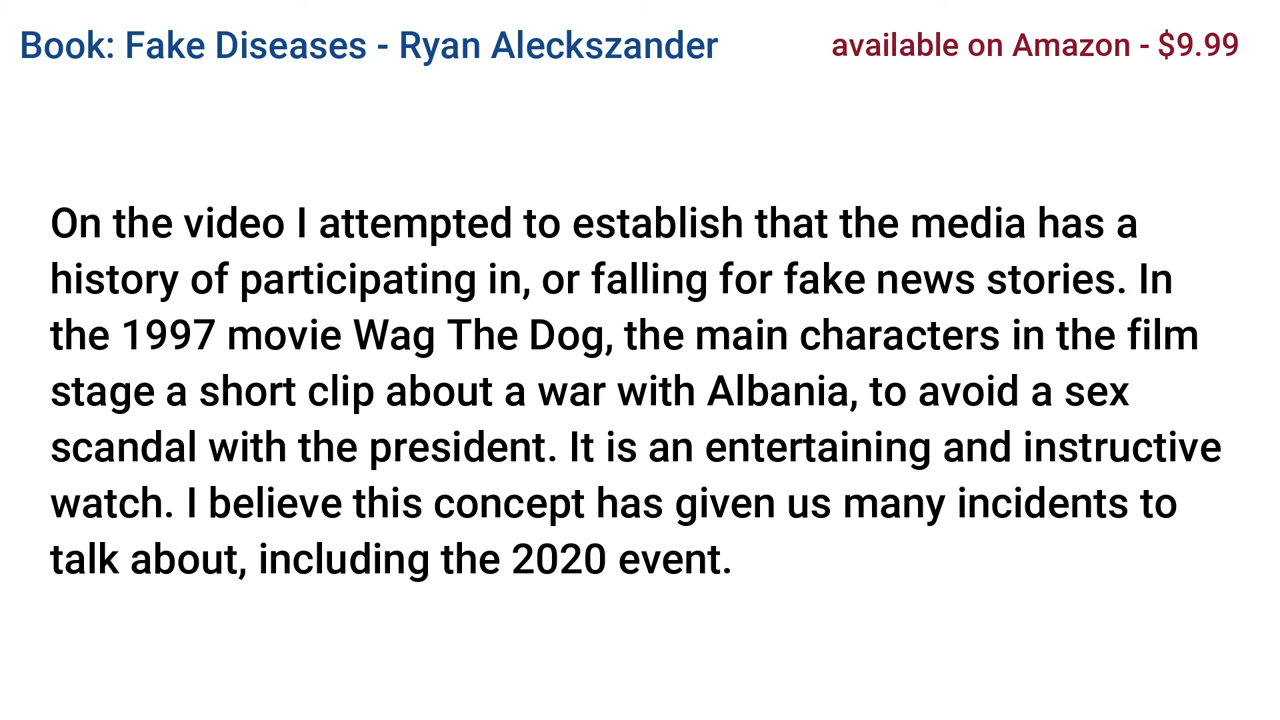 Book: Fake Diseases - Ryan Aleckszander
available on Amazon - $9.99
On the video I attempted to establish that the media has a
history of participating in, or falling for fake news stories. In
the 1997 movie Wag The Dog, the main characters in the film
stage a short clip about a war with Albania, to avoid a sex
scandal with the president. It is an entertaining and instructive
watch. I believe this concept has given us many incidents to
talk about, including the 2020 event.